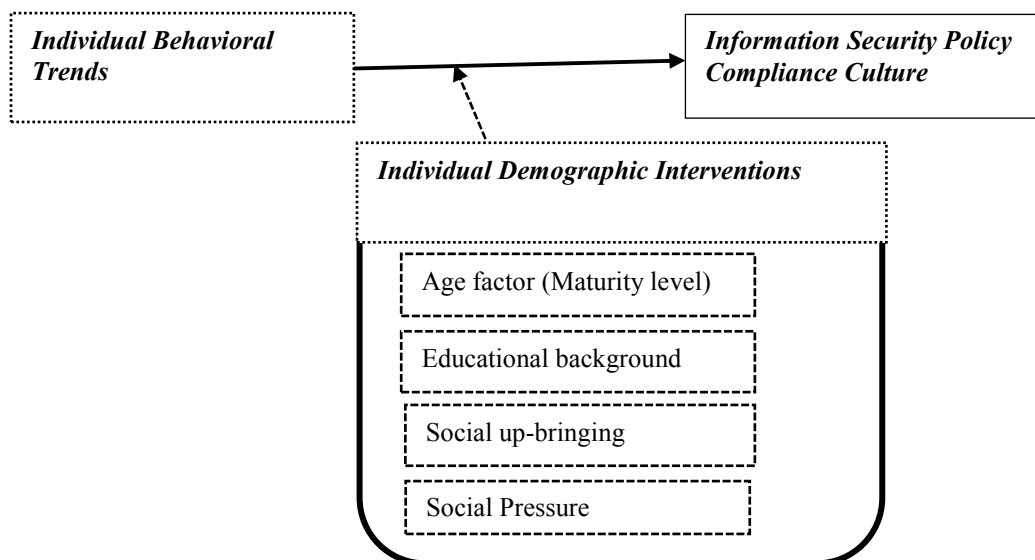 Individual Behavioral
Trends
Information Security Policy
Compliance Culture
Individual Demographic Interventions
Age factor (Maturity level)
Educational background
Social up-bringing
Social Pressure